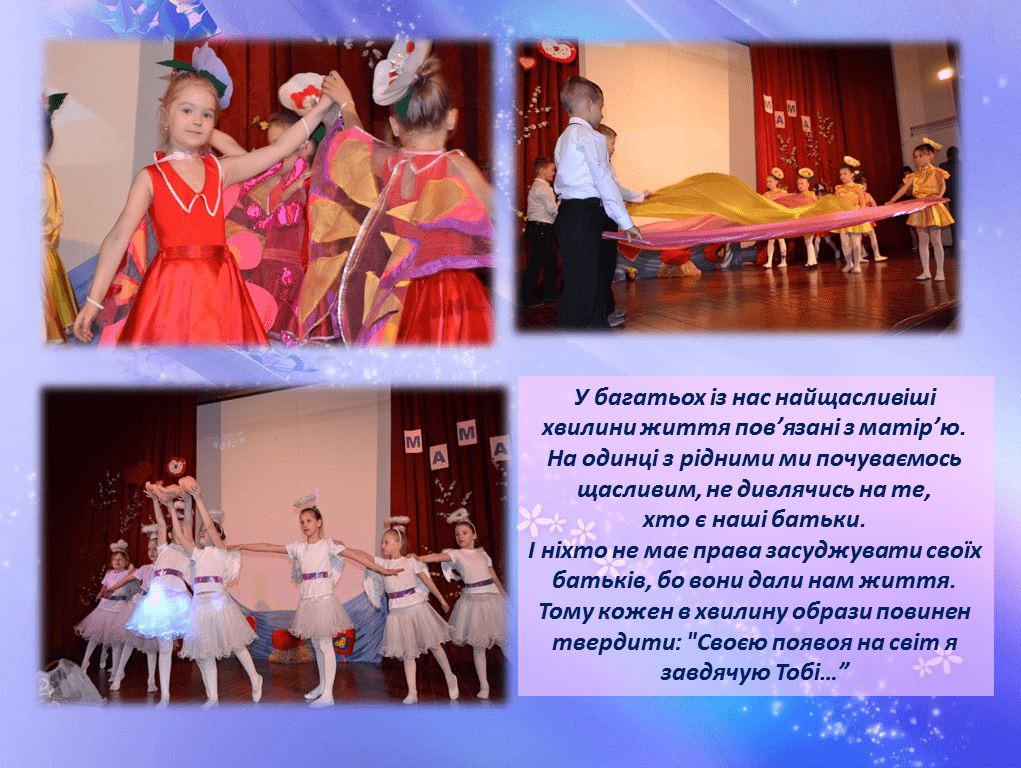 МАМА
МАМА
У багатьох із нас найщасливіші
хвилини життя пов’язані з матір’ю.
На одинці з рідними ми почуваємось
щасливим, не дивлячись на те,
хто є наші батьки.
І ніхто не має права засуджувати своїх
батьків, бо вони дали нам життя.
Тому кожен в хвилину образи повинен
твердити: "Своєю появоя на світ я
завдячую Тобі…”